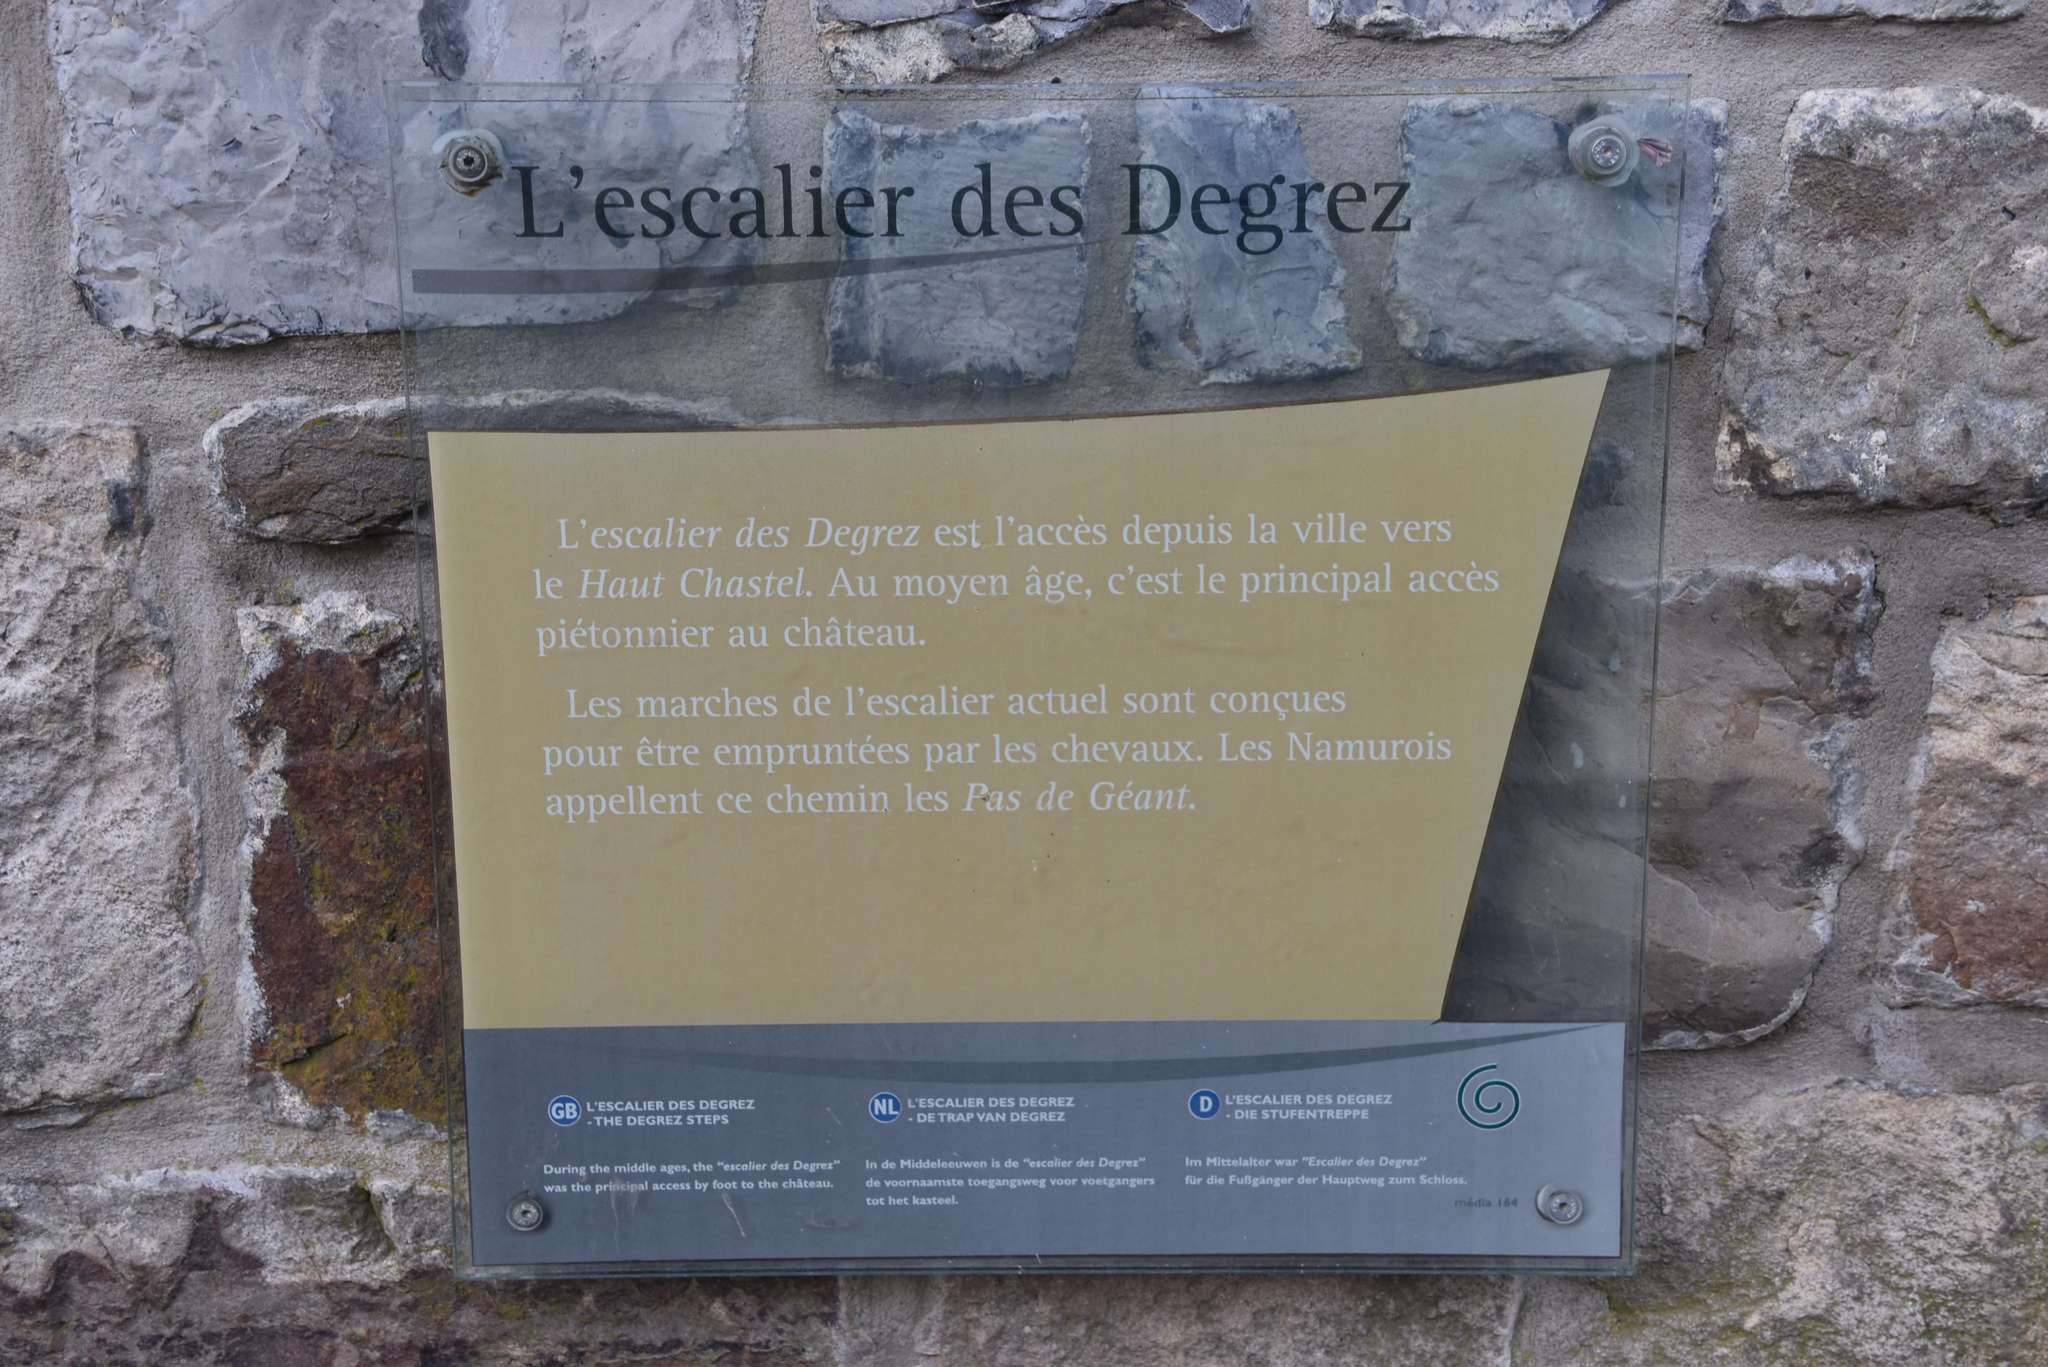 L'escalier des Degrez
L'escalier des Degrez est l'accès depuis la ville vers
le Haut Chastel. Au moyen âge, c'est le principal accès
piétonnier au château.
Les marches de l'escalier actuel sont conçues
pour être empruntées par les chevaux. Les Namurois
appellent ce chemin les Pas de Géant.
GB L'ESCALIER DES DEGREZ
- THE DEGREZ STEPS
During the middle ages, the "escalier des Degrez"
was the principal access by foot to the château.
NL L'ESCALIER DES DEGREZ
- DE TRAP VAN DEGREZ
In de Middeleeuwen is de "escalier des Degrez"
de voornaamste toegangsweg voor voetgangers
tot het kasteel.
D L'ESCALIER DES DEGREZ
- DIE STUFENTREPPE
Im Mittelalter war "Escalier des Degrez"
für die Fußgänger der Hauptweg zum Schloss.
média 164